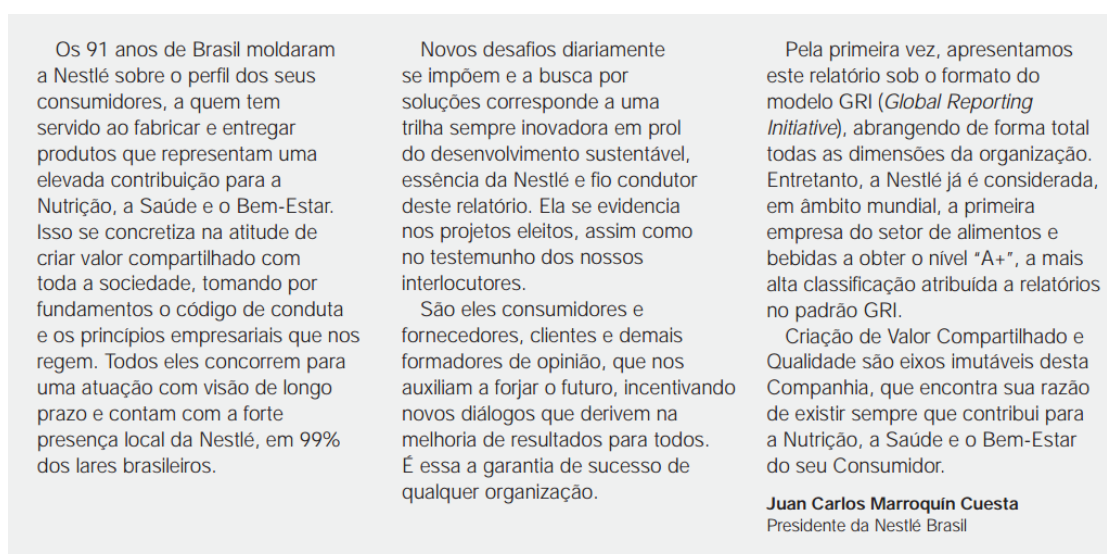 Os 91 anos de Brasil moldaram
a Nestlé sobre o perfil dos seus
consumidores, a quem tem
servido ao fabricar e entregar
produtos que representam uma
elevada contribuição para a
Nutrição, a Saúde e o Bem-Estar.
Isso se concretiza na atitude de
criar valor compartilhado com
toda a sociedade, tomando por
fundamentos o código de conduta
e os princípios empresariais que nos
regem. Todos eles concorrem para
uma atuação com visão de longo
prazo e contam com a forte
presença local da Nestlé, em 99%
dos lares brasileiros.
Novos desafios diariamente
se impõem e a busca por
soluções corresponde a uma
trilha sempre inovadora em prol
do desenvolvimento sustentável,
essência da Nestlé e fio condutor
deste relatório. Ela se evidencia
nos projetos eleitos, assim como
no testemunho dos nossos
interlocutores.
São eles consumidores e
fornecedores, clientes e demais
formadores de opinião, que nos
auxiliam a forjar o futuro, incentivando
novos diálogos que derivem na
melhoria de resultados para todos.
É essa a garantia de sucesso de
qualquer organização.
Pela primeira vez, apresentamos
este relatório sob o formato do
modelo GRI (Global Reporting
Initiative), abrangendo de forma total
todas as dimensões da organização.
Entretanto, a Nestlé já é considerada,
em âmbito mundial, a primeira
empresa do setor de alimentos e
bebidas a obter o nível “A+”, a mais
alta classificação atribuída a relatórios
no padrão GRI.
Criação de Valor Compartilhado e
Qualidade são eixos imutáveis desta
Companhia, que encontra sua razão
de existir sempre que contribui para
a Nutrição, a Saúde e o Bem-Estar
do seu Consumidor.
Juan Carlos Marroquín Cuesta
Presidente da Nestlé Brasil